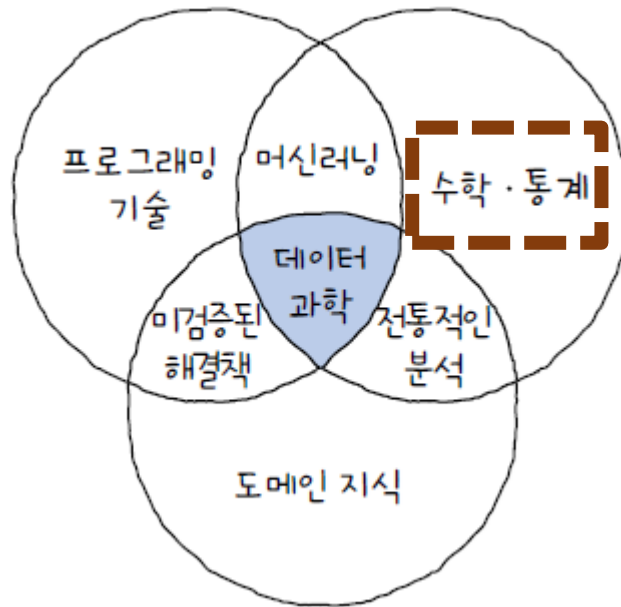 프로그래밍
기술
머신러닝
수학 · 통계
데이터
과학
미검증된
해결책
전통적인
분석
도메인 지식